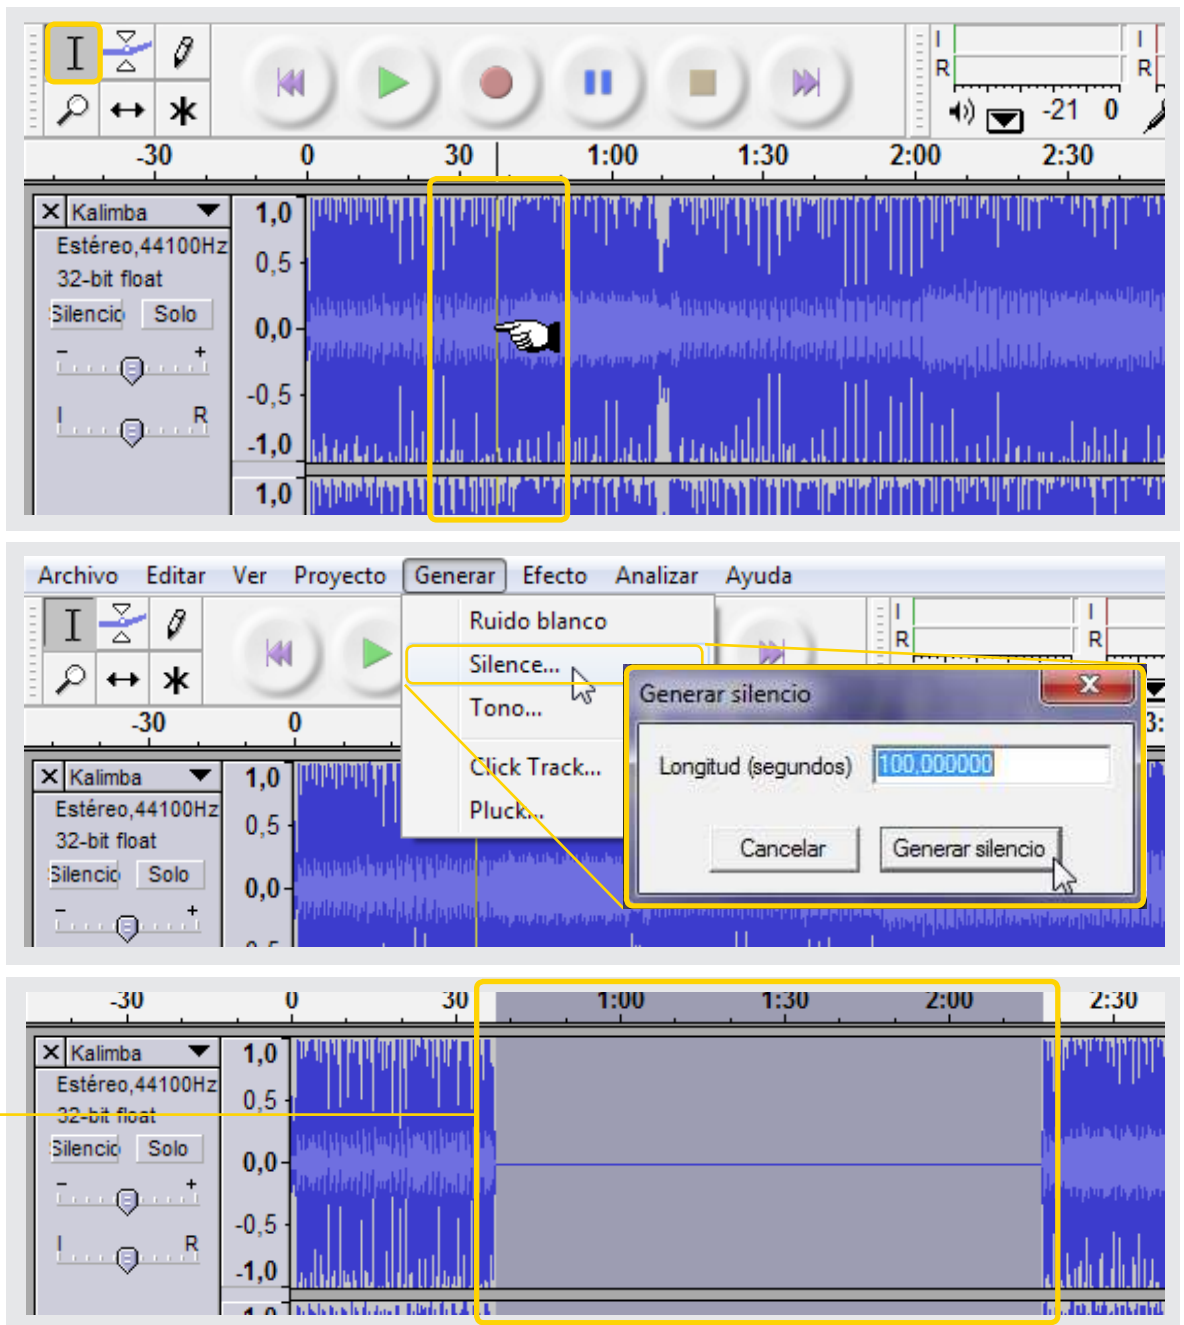 I
R
I
R
-21 0
-30 0 30 1:00 1:30 2:00 2:30
Kalimba
Estéreo,44100Hz
32-bit float
Silencio Solo
- +
I R
1,0
0,5
0,0
-0,5
-1,0
1,0
Archivo Editar Ver Proyecto Generar Efecto Analizar Ayuda
Ruido blanco
Silence...
Tono...
Click Track...
Pluck...
I
R
I
R
-30 0
Kalimba
Estéreo,44100Hz
32-bit float
Silencio Solo
- +
1,0
0,5
0,0
Generar silencio
Longitud (segundos) 100,000000
Cancelar Generar silencio
-30 0 30 1:00 1:30 2:00 2:30
Kalimba
Estéreo,44100Hz
32-bit float
Silencio Solo
- +
I R
1,0
0,5
0,0
-0,5
-1,0
1,0